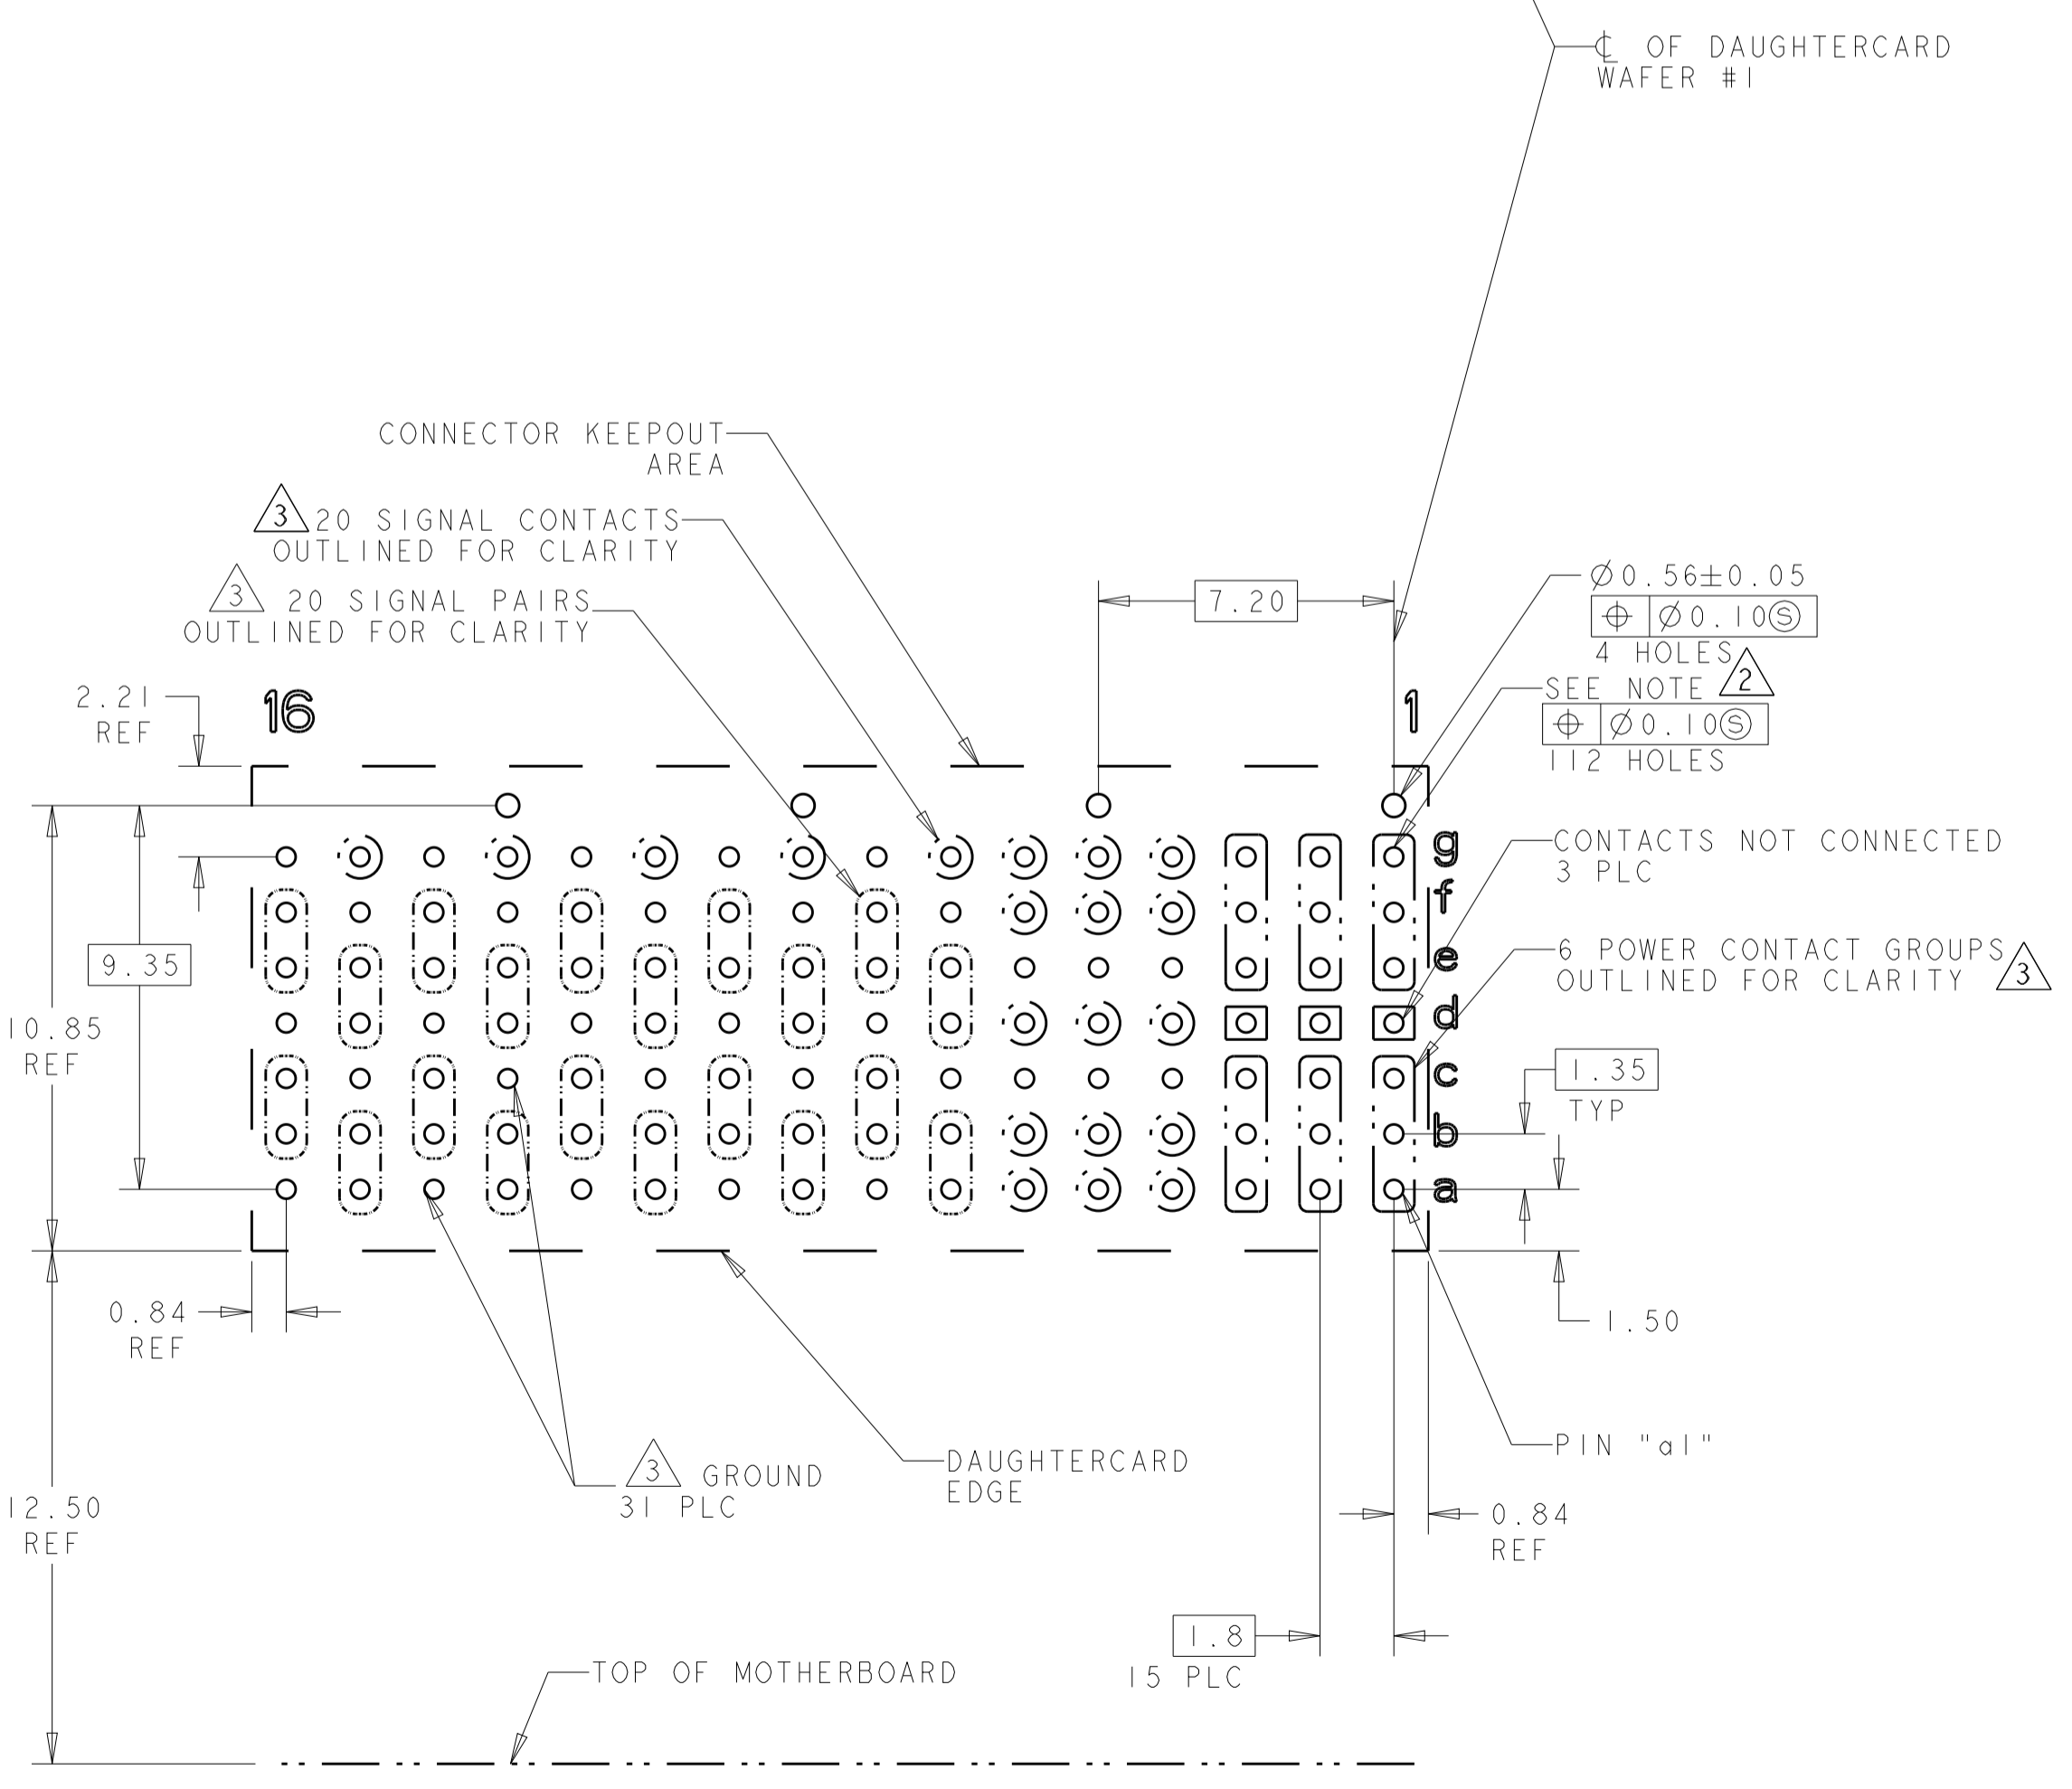 ℄ OF DAUGHTERCARD
WAFER #1
CONNECTOR KEEPOUT
AREA
3 20 SIGNAL CONTACTS
OUTLINED FOR CLARITY
3 20 SIGNAL PAIRS
OUTLINED FOR CLARITY
7.20
Ø0.56±0.05
⌖ Ø0.10Ⓢ
4 HOLES
SEE NOTE 2
⌖ Ø0.10Ⓢ
112 HOLES
2.21
REF
16
1
g
CONTACTS NOT CONNECTED
3 PLC
f
e
6 POWER CONTACT GROUPS
OUTLINED FOR CLARITY 3
9.35
d
10.85
REF
c
1.35
TYP
b
a
0.84
REF
1.50
PIN "a1"
3 GROUND
31 PLC
DAUGHTERCARD
EDGE
12.50
REF
0.84
REF
1.8
15 PLC
TOP OF MOTHERBOARD